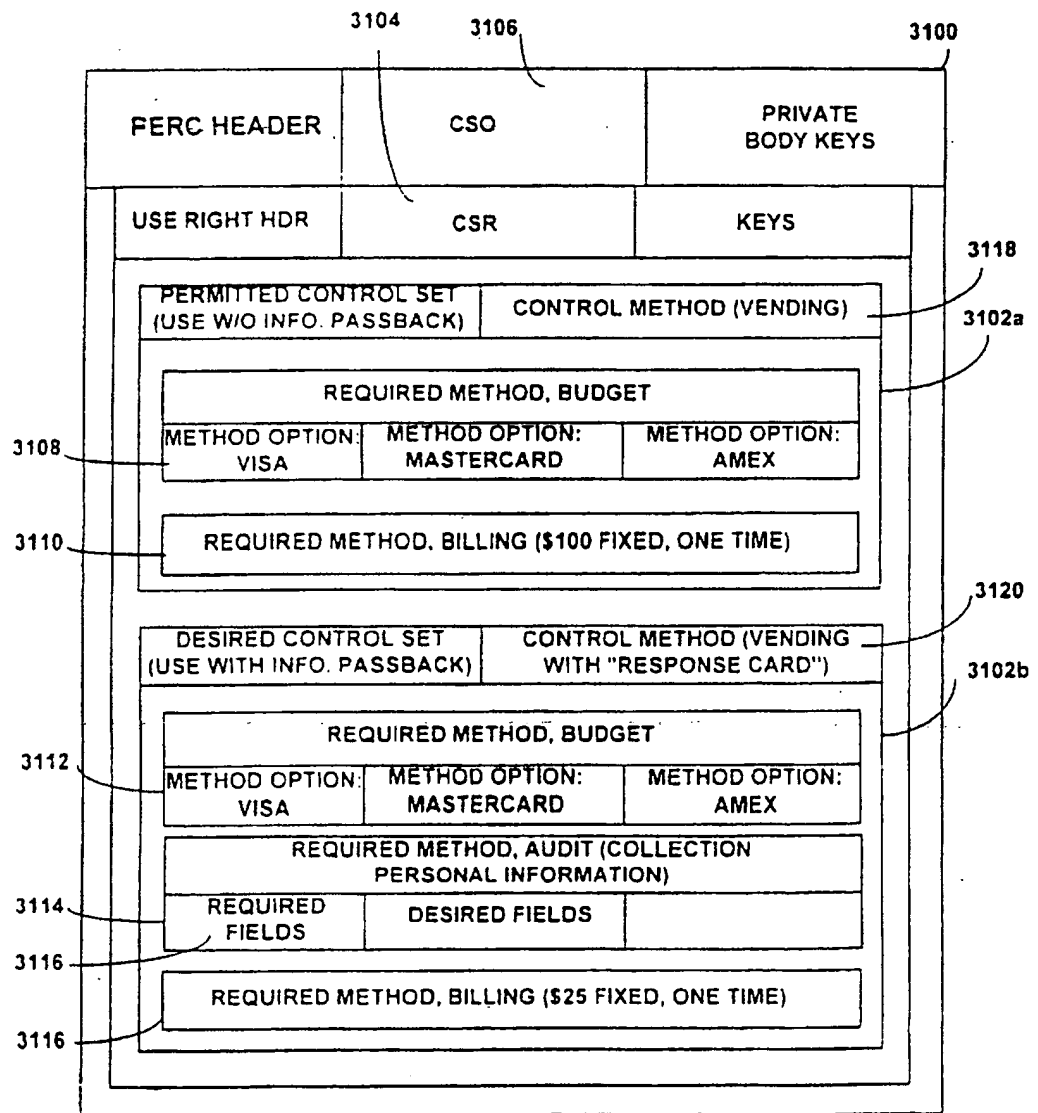 3104
3106
3100
PERC HEADER
CSO
PRIVATE
BODY KEYS
USE RIGHT HDR
CSR
KEYS
3118
PERMITTED CONTROL SET
(USE W/O INFO. PASSBACK)
CONTROL METHOD (VENDING)
3102a
REQUIRED METHOD, BUDGET
3108
METHOD OPTION:
VISA
METHOD OPTION:
MASTERCARD
METHOD OPTION:
AMEX
3110
REQUIRED METHOD, BILLING ($100 FIXED, ONE TIME)
3120
DESIRED CONTROL SET
(USE WITH INFO. PASSBACK)
CONTROL METHOD (VENDING
WITH "RESPONSE CARD")
3102b
REQUIRED METHOD, BUDGET
3112
METHOD OPTION:
VISA
METHOD OPTION:
MASTERCARD
METHOD OPTION:
AMEX
REQUIRED METHOD, AUDIT (COLLECTION
PERSONAL INFORMATION)
3114
REQUIRED
FIELDS
DESIRED FIELDS
3116
REQUIRED METHOD, BILLING ($25 FIXED, ONE TIME)
3116